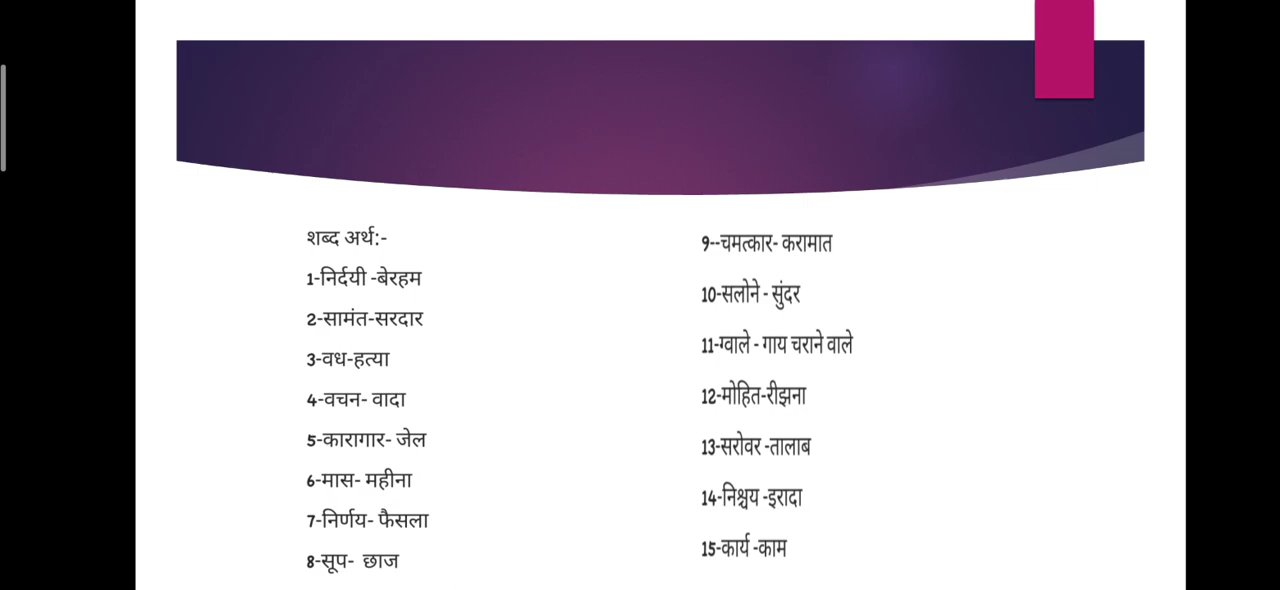 शब्द अर्थ:-
1-निर्दयी -बेरहम
2-सामंत-सरदार
3-वध-हत्या
4-वचन- वादा
5-कारागार- जेल
6-मास- महीना
7-निर्णय- फैसला
8-सूप- छाज
9--चमत्कार- करामात
10-सलोने - सुंदर
11-ग्वाले - गाय चराने वाले
12-मोहित-रीझना
13-सरोवर -तालाब
14-निश्चय -इरादा
15-कार्य -काम